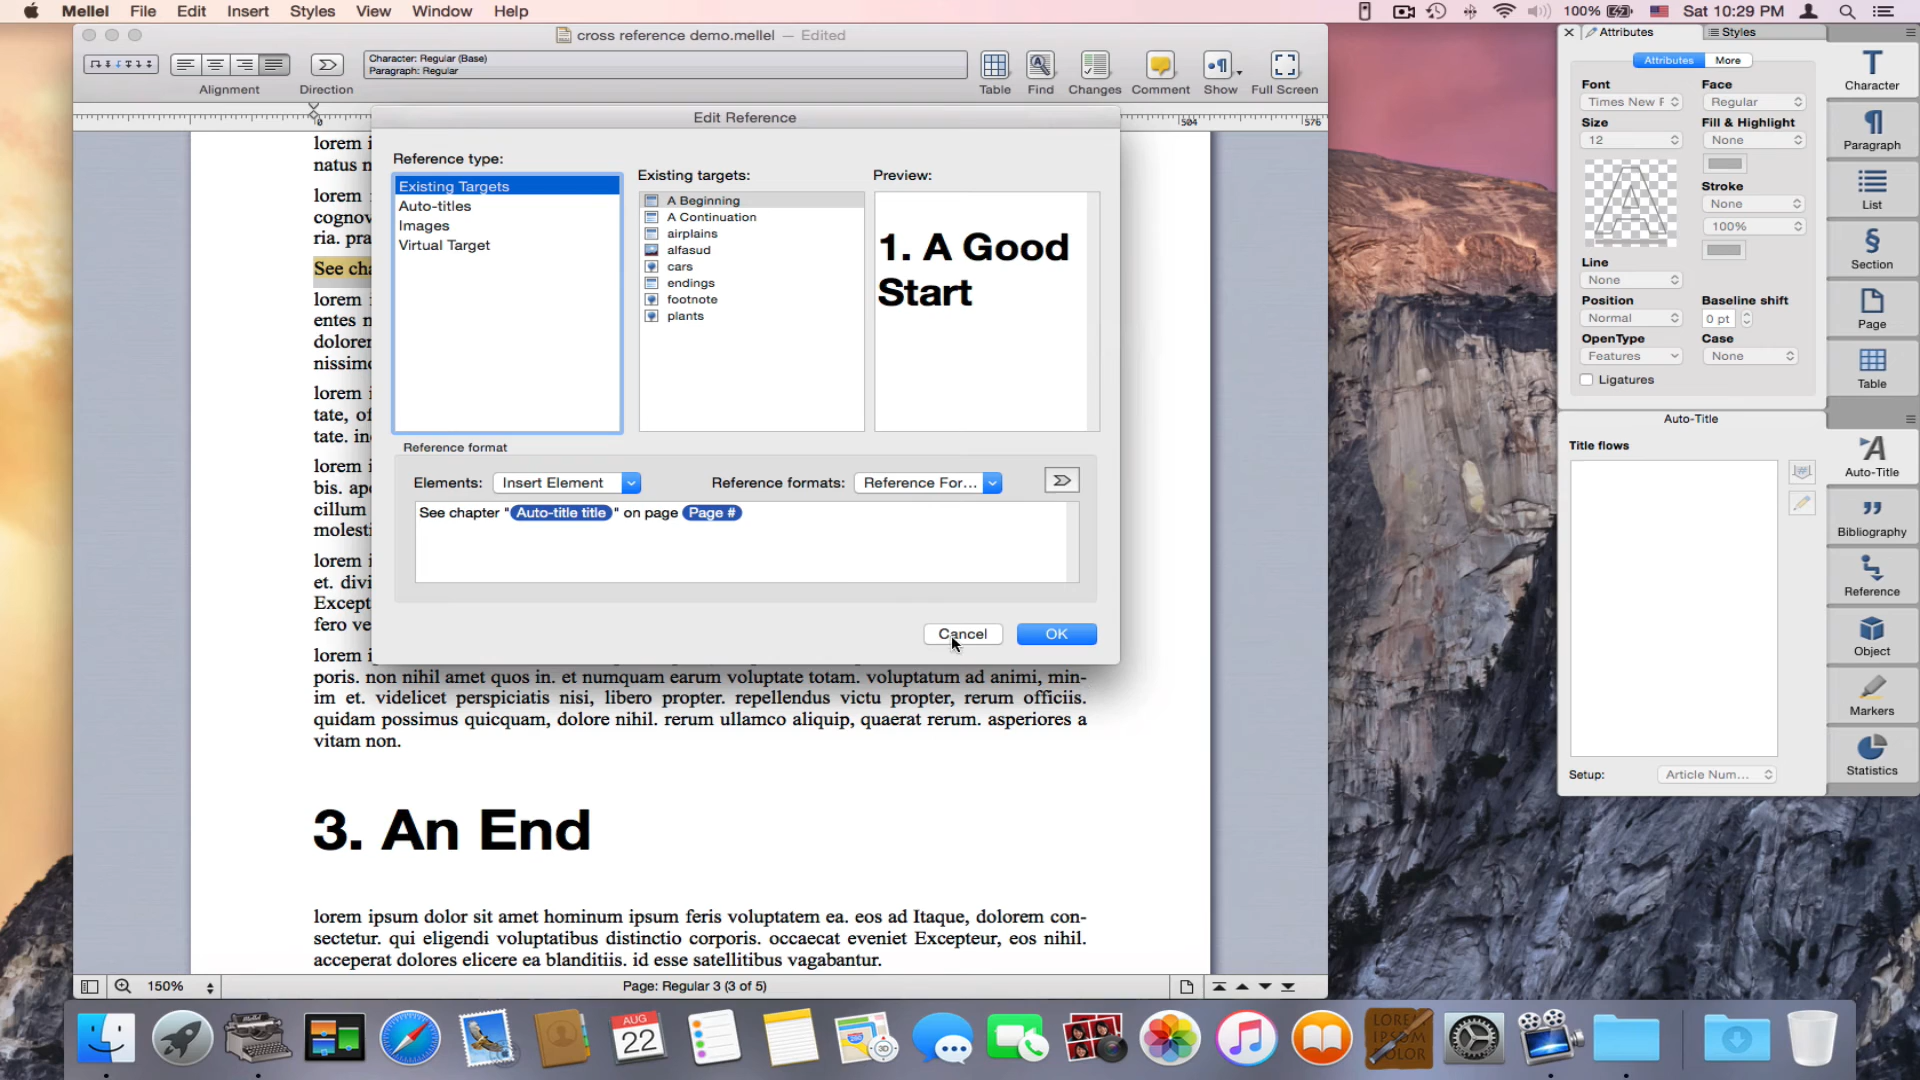 Mellel File Edit Insert Styles View Window Help 100% Sat 10:29 PM
cross reference demo.mellel — Edited
Character: Regular (Base)
Paragraph: Regular
Alignment Direction Table Find Changes Comment Show Full Screen
0 504 576
lorem i
natus n
lorem i
cognov
ria. pra
See cha
lorem i
entes n
dolorer
nissimo
lorem i
tate, of
tate. in
lorem i
bis. ape
cillum
molesti
lorem i
et. divi
Except
fero ve
lorem i
poris. non nihil amet quos in. et numquam earum voluptate totam. voluptatum ad animi, min-
im et. videlicet perspiciatis nisi, libero propter. repellendus victu propter, rerum officiis.
quidam possimus quicquam, dolore nihil. rerum ullamco aliquip, quaerat rerum. asperiores a
vitam non.
3. An End
lorem ipsum dolor sit amet hominum ipsum feris voluptatem ea. eos ad Itaque, dolorem con-
sectetur. qui eligendi voluptatibus distinctio corporis. occaecat eveniet Excepteur, eos nihil.
acceperat dolores elicere ea blanditiis. id esse satellitibus vagabantur.
Edit Reference
Reference type:
Existing Targets
Auto-titles
Images
Virtual Target
Existing targets:
A Beginning
A Continuation
airplains
alfasud
cars
endings
footnote
plants
Preview:
1. A Good
Start
Reference format
Elements: Insert Element Reference formats: Reference For...
See chapter "Auto-title title" on page Page #
Cancel OK
150% Page: Regular 3 (3 of 5)
Attributes Styles
Attributes More
Font Face
Times New F Regular
Size Fill & Highlight
12 None
Stroke
None
100%
Line
None
Position Baseline shift
Normal 0 pt
OpenType Case
Features None
Ligatures
Character
Paragraph
List
Section
Page
Table
Auto-Title
Title flows
Setup: Article Num...
Auto-Title
Bibliography
Reference
Object
Markers
Statistics
AUG
22
LOREM
IPSUM
DOLOR